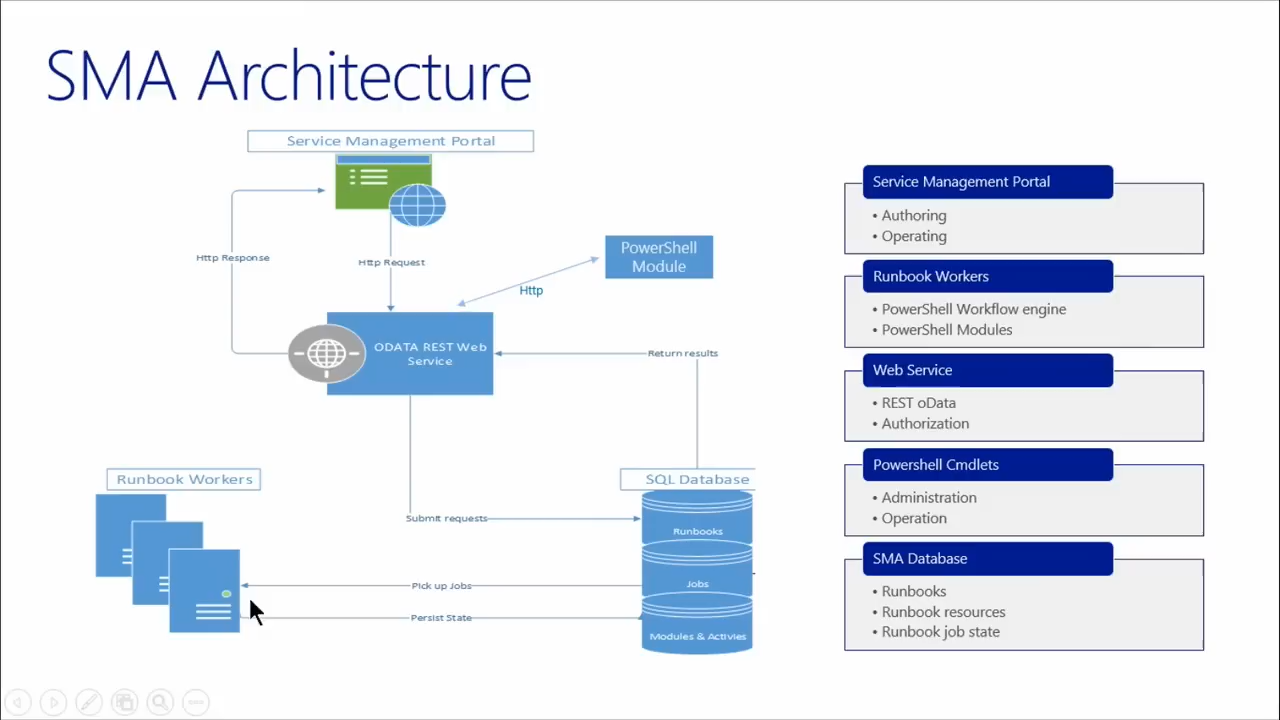 SMA Architecture
Service Management Portal
Http Response
Http Request
PowerShell
Module
Http
ODATA REST Web
Service
Return results
Runbook Workers
SQL Database
Submit requests
Runbooks
Pick up Jobs
Jobs
Persist State
Modules & Activies
Service Management Portal
• Authoring
• Operating
Runbook Workers
• PowerShell Workflow engine
• PowerShell Modules
Web Service
• REST oData
• Authorization
Powershell Cmdlets
• Administration
• Operation
SMA Database
• Runbooks
• Runbook resources
• Runbook job state